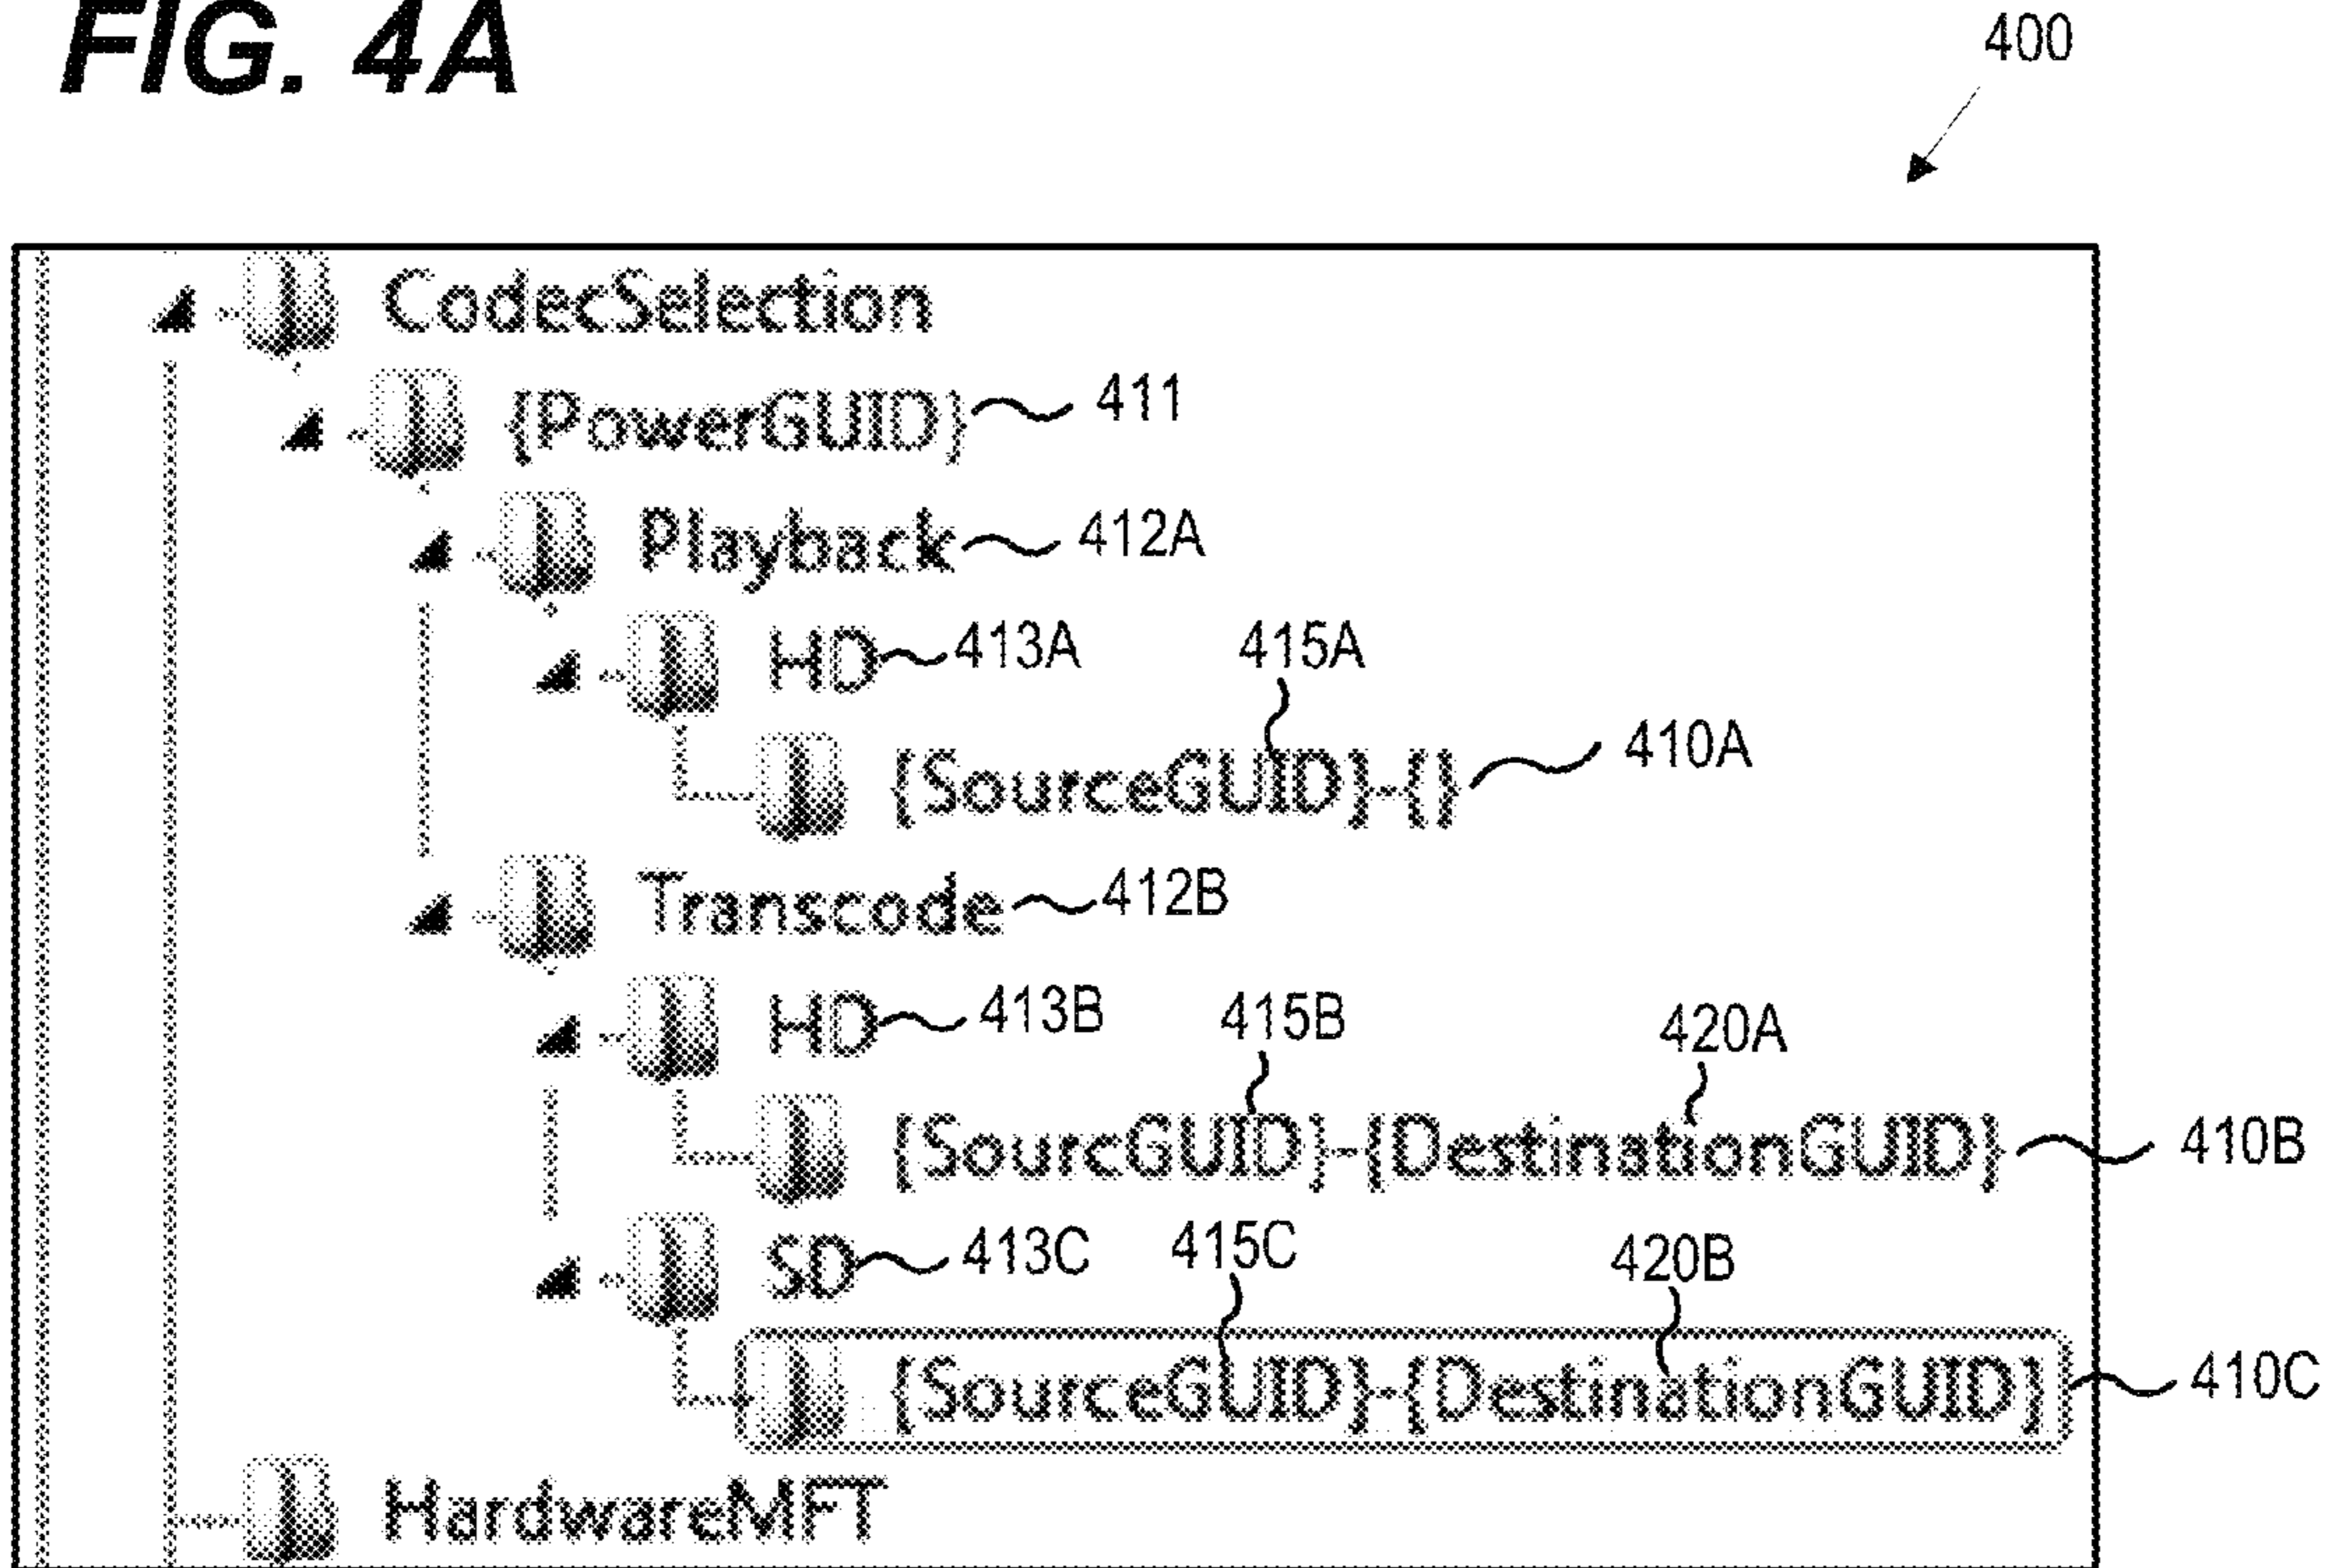 FIG. 4A
400
CodecSelection
{PowerGUID} 411
Playback 412A
HD 413A 415A
{SourceGUID}-{} 410A
Transcode 412B
HD 413B 415B 420A
{SourcGUID}-{DestinationGUID} 410B
SD 413C 415C 420B
{SourceGUID}-{DestinationGUID} 410C
HardwareMFT